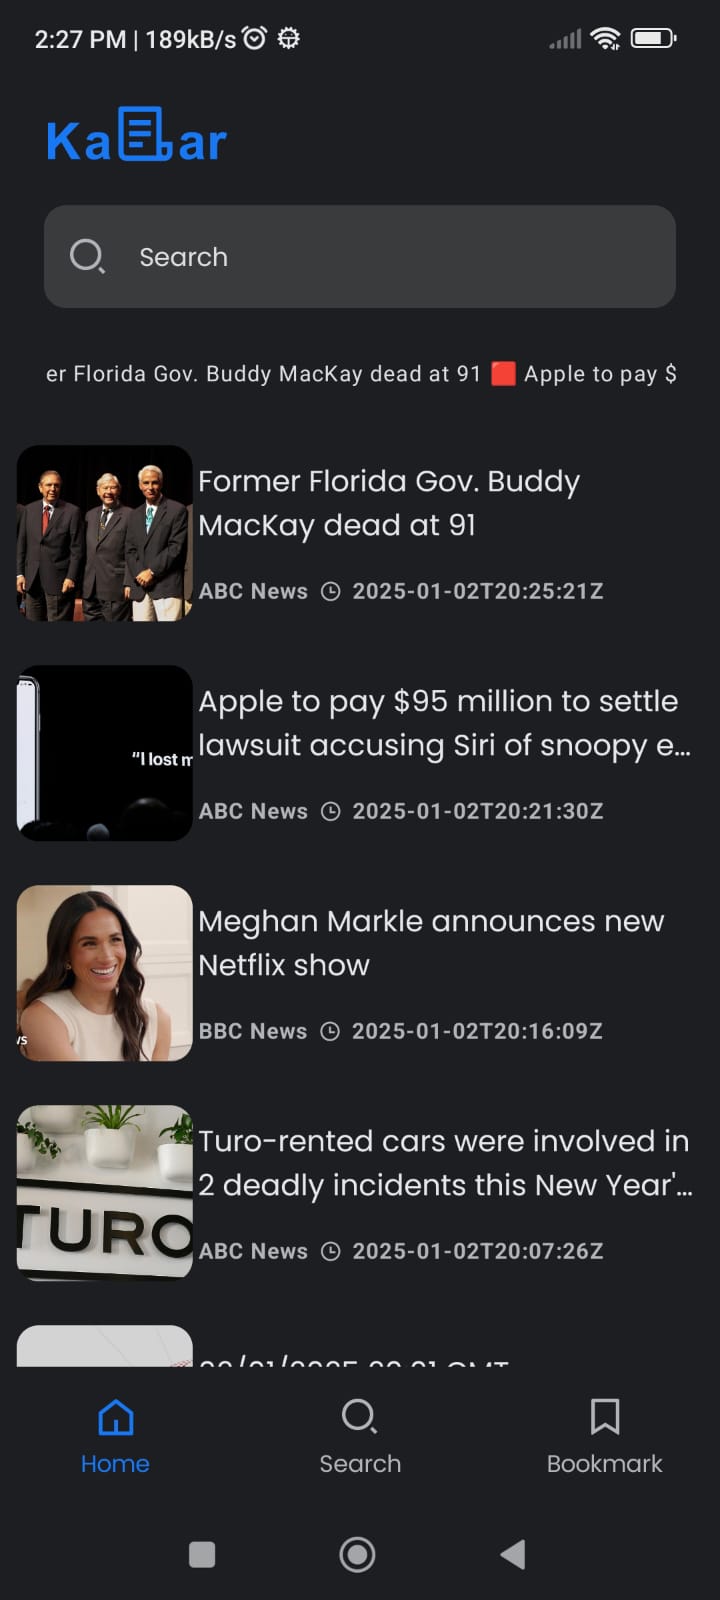 2:27 PM | 189kB/s
Ka ar
Search
er Florida Gov. Buddy MacKay dead at 91 🟥 Apple to pay $
Former Florida Gov. Buddy
MacKay dead at 91
ABC News 2025-01-02T20:25:21Z
Apple to pay $95 million to settle
lawsuit accusing Siri of snoopy e...
"I lost m
ABC News 2025-01-02T20:21:30Z
Meghan Markle announces new
Netflix show
vs
BBC News 2025-01-02T20:16:09Z
Turo-rented cars were involved in
2 deadly incidents this New Year'...
TURO
ABC News 2025-01-02T20:07:26Z
Home
Search
Bookmark